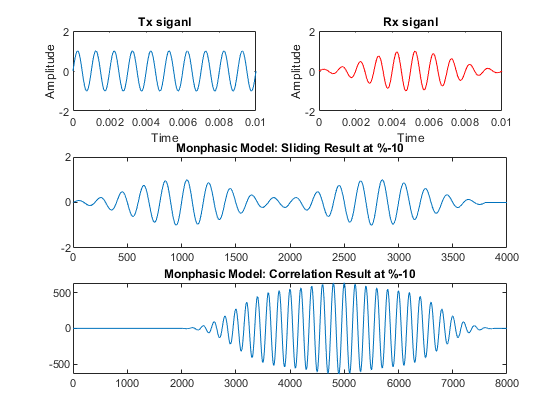 Tx siganl
Rx siganl
Amplitude
2
0
-2
0 0.002 0.004 0.006 0.008 0.01
Time
Amplitude
2
0
-2
0 0.002 0.004 0.006 0.008 0.01
Time
Monphasic Model: Sliding Result at %-10
2
0
-2
0 500 1000 1500 2000 2500 3000 3500 4000
Monphasic Model: Correlation Result at %-10
500
0
-500
0 1000 2000 3000 4000 5000 6000 7000 8000